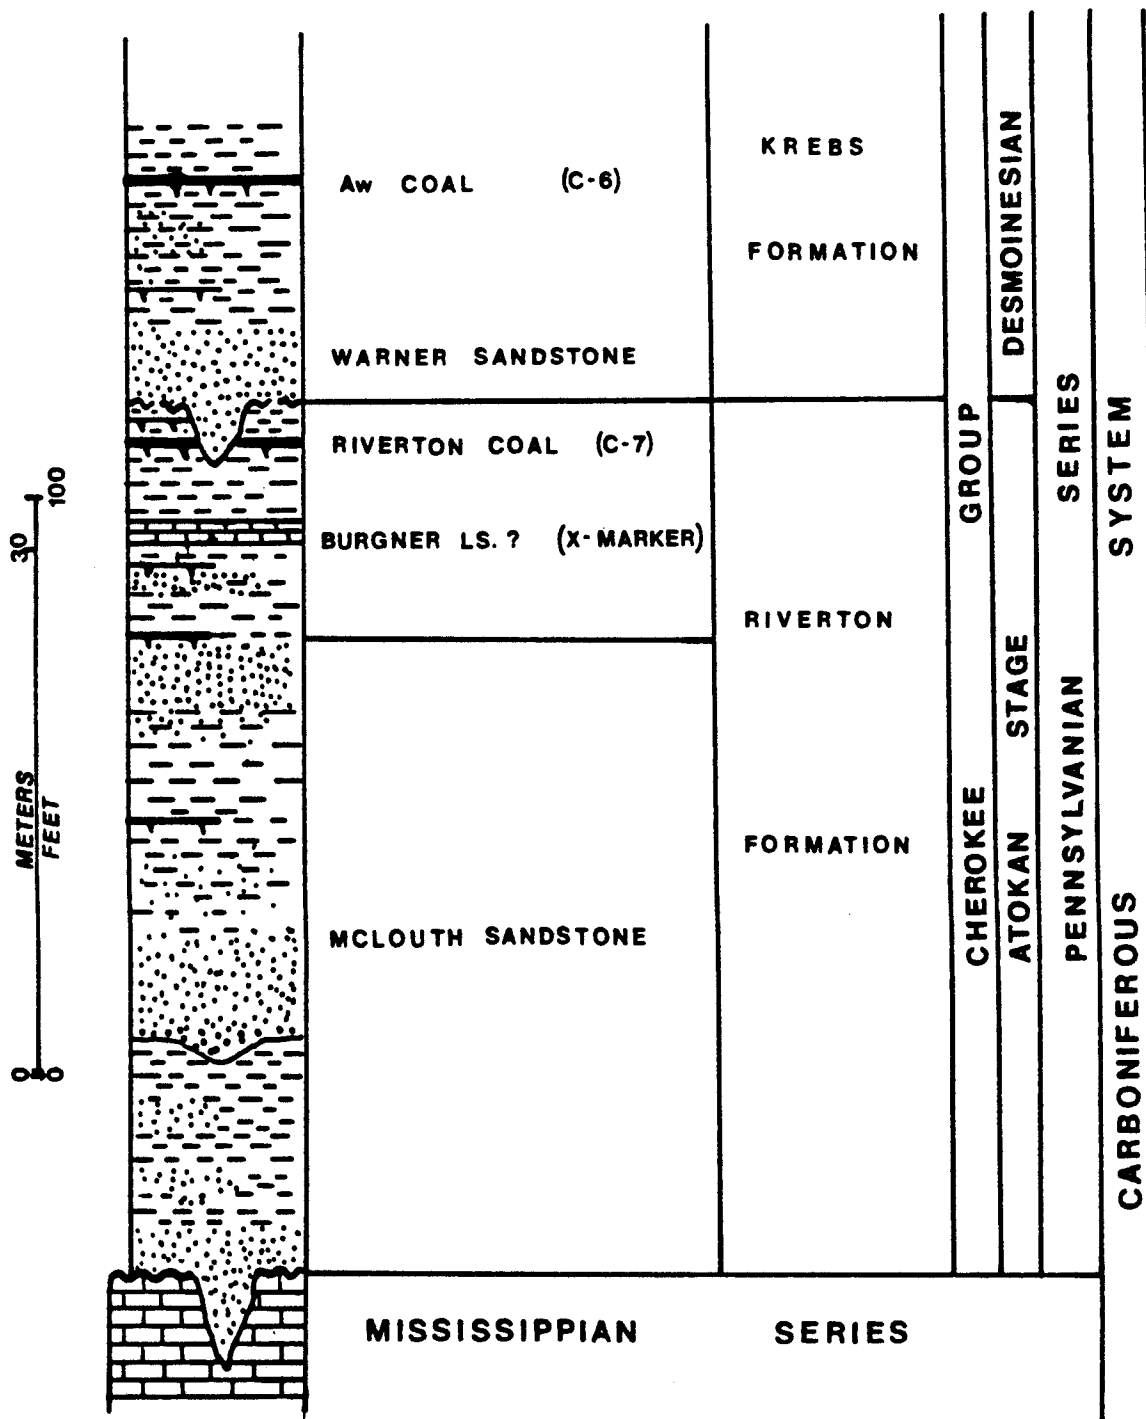 KREBS
Aw COAL (C-6)
FORMATION
WARNER SANDSTONE
RIVERTON COAL (C-7)
BURGNER LS. ? (X-MARKER)
RIVERTON
FORMATION
MCLOUTH SANDSTONE
MISSISSIPPIAN SERIES
100
30
METERS
FEET
0
0
CHEROKEE GROUP
DESMOINESIAN
ATOKAN STAGE
PENNSYLVANIAN SERIES
CARBONIFEROUS SYSTEM